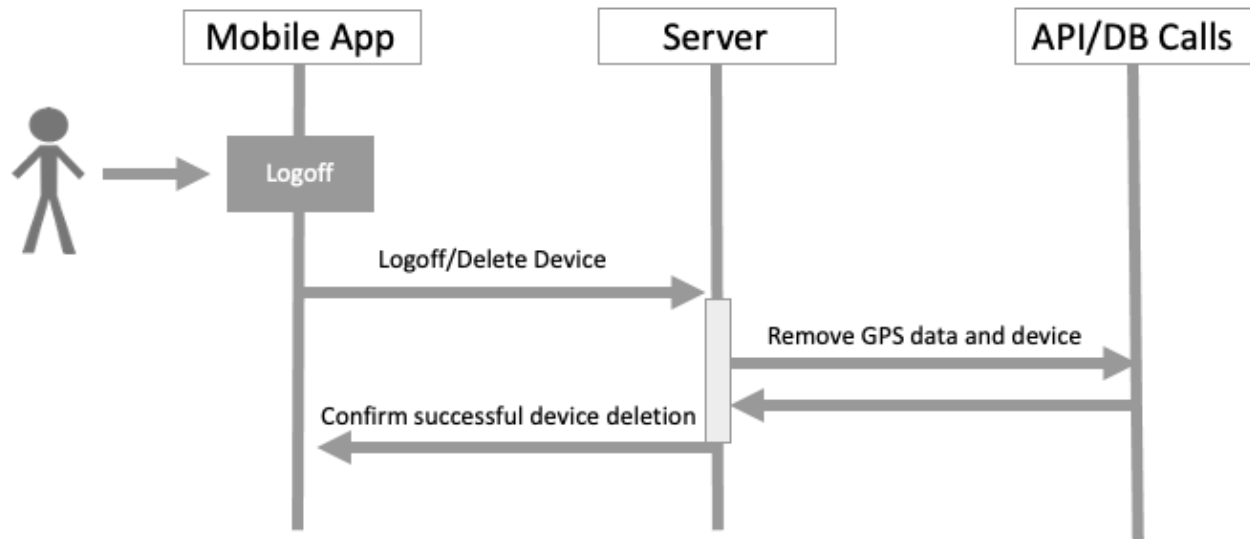 Mobile App
Server
API/DB Calls
Logoff
Logoff/Delete Device
Remove GPS data and device
Confirm successful device deletion